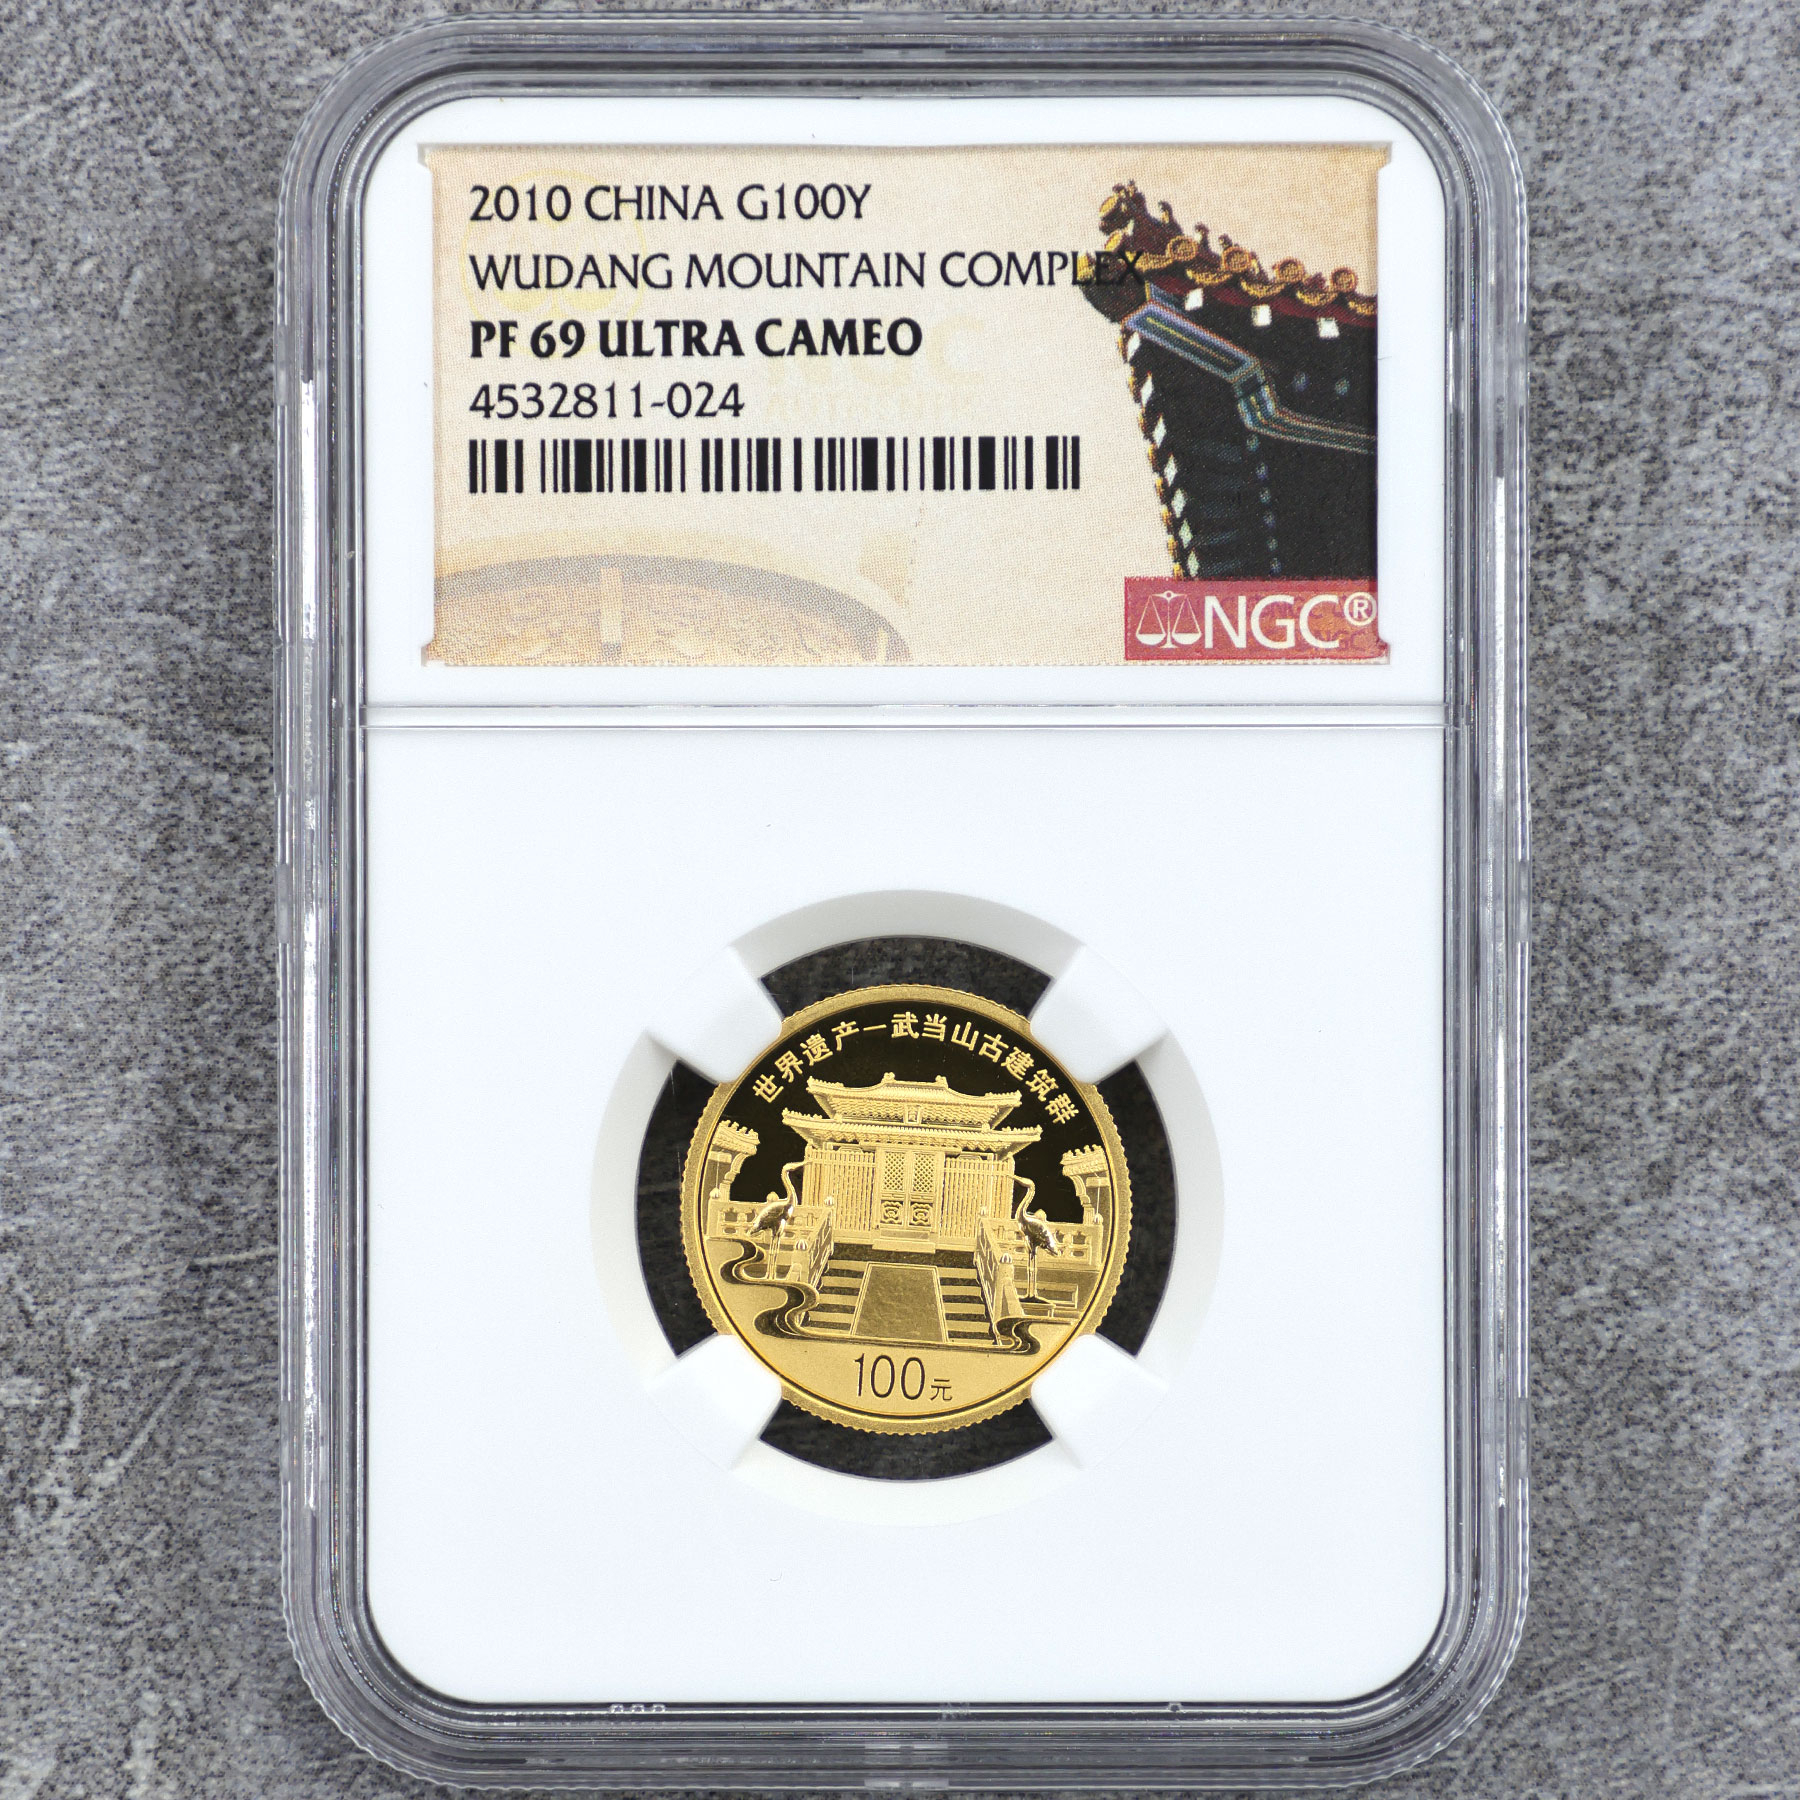 2010 CHINA G100Y
WUDANG MOUNTAIN COMPLEX
PF 69 ULTRA CAMEO
4532811-024
NGC®
世界遗产—武当山古建筑群
100元